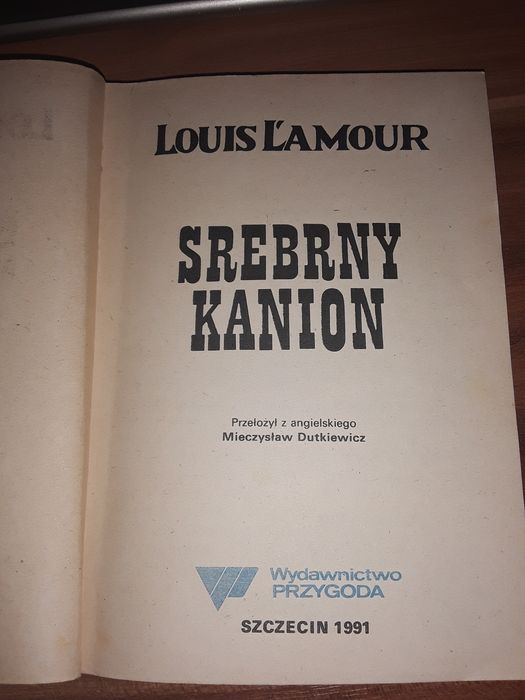 LOUIS L'AMOUR
SREBRNY
KANION
Przełożył z angielskiego
Mieczysław Dutkiewicz
Wydawnictwo
PRZYGODA
SZCZECIN 1991